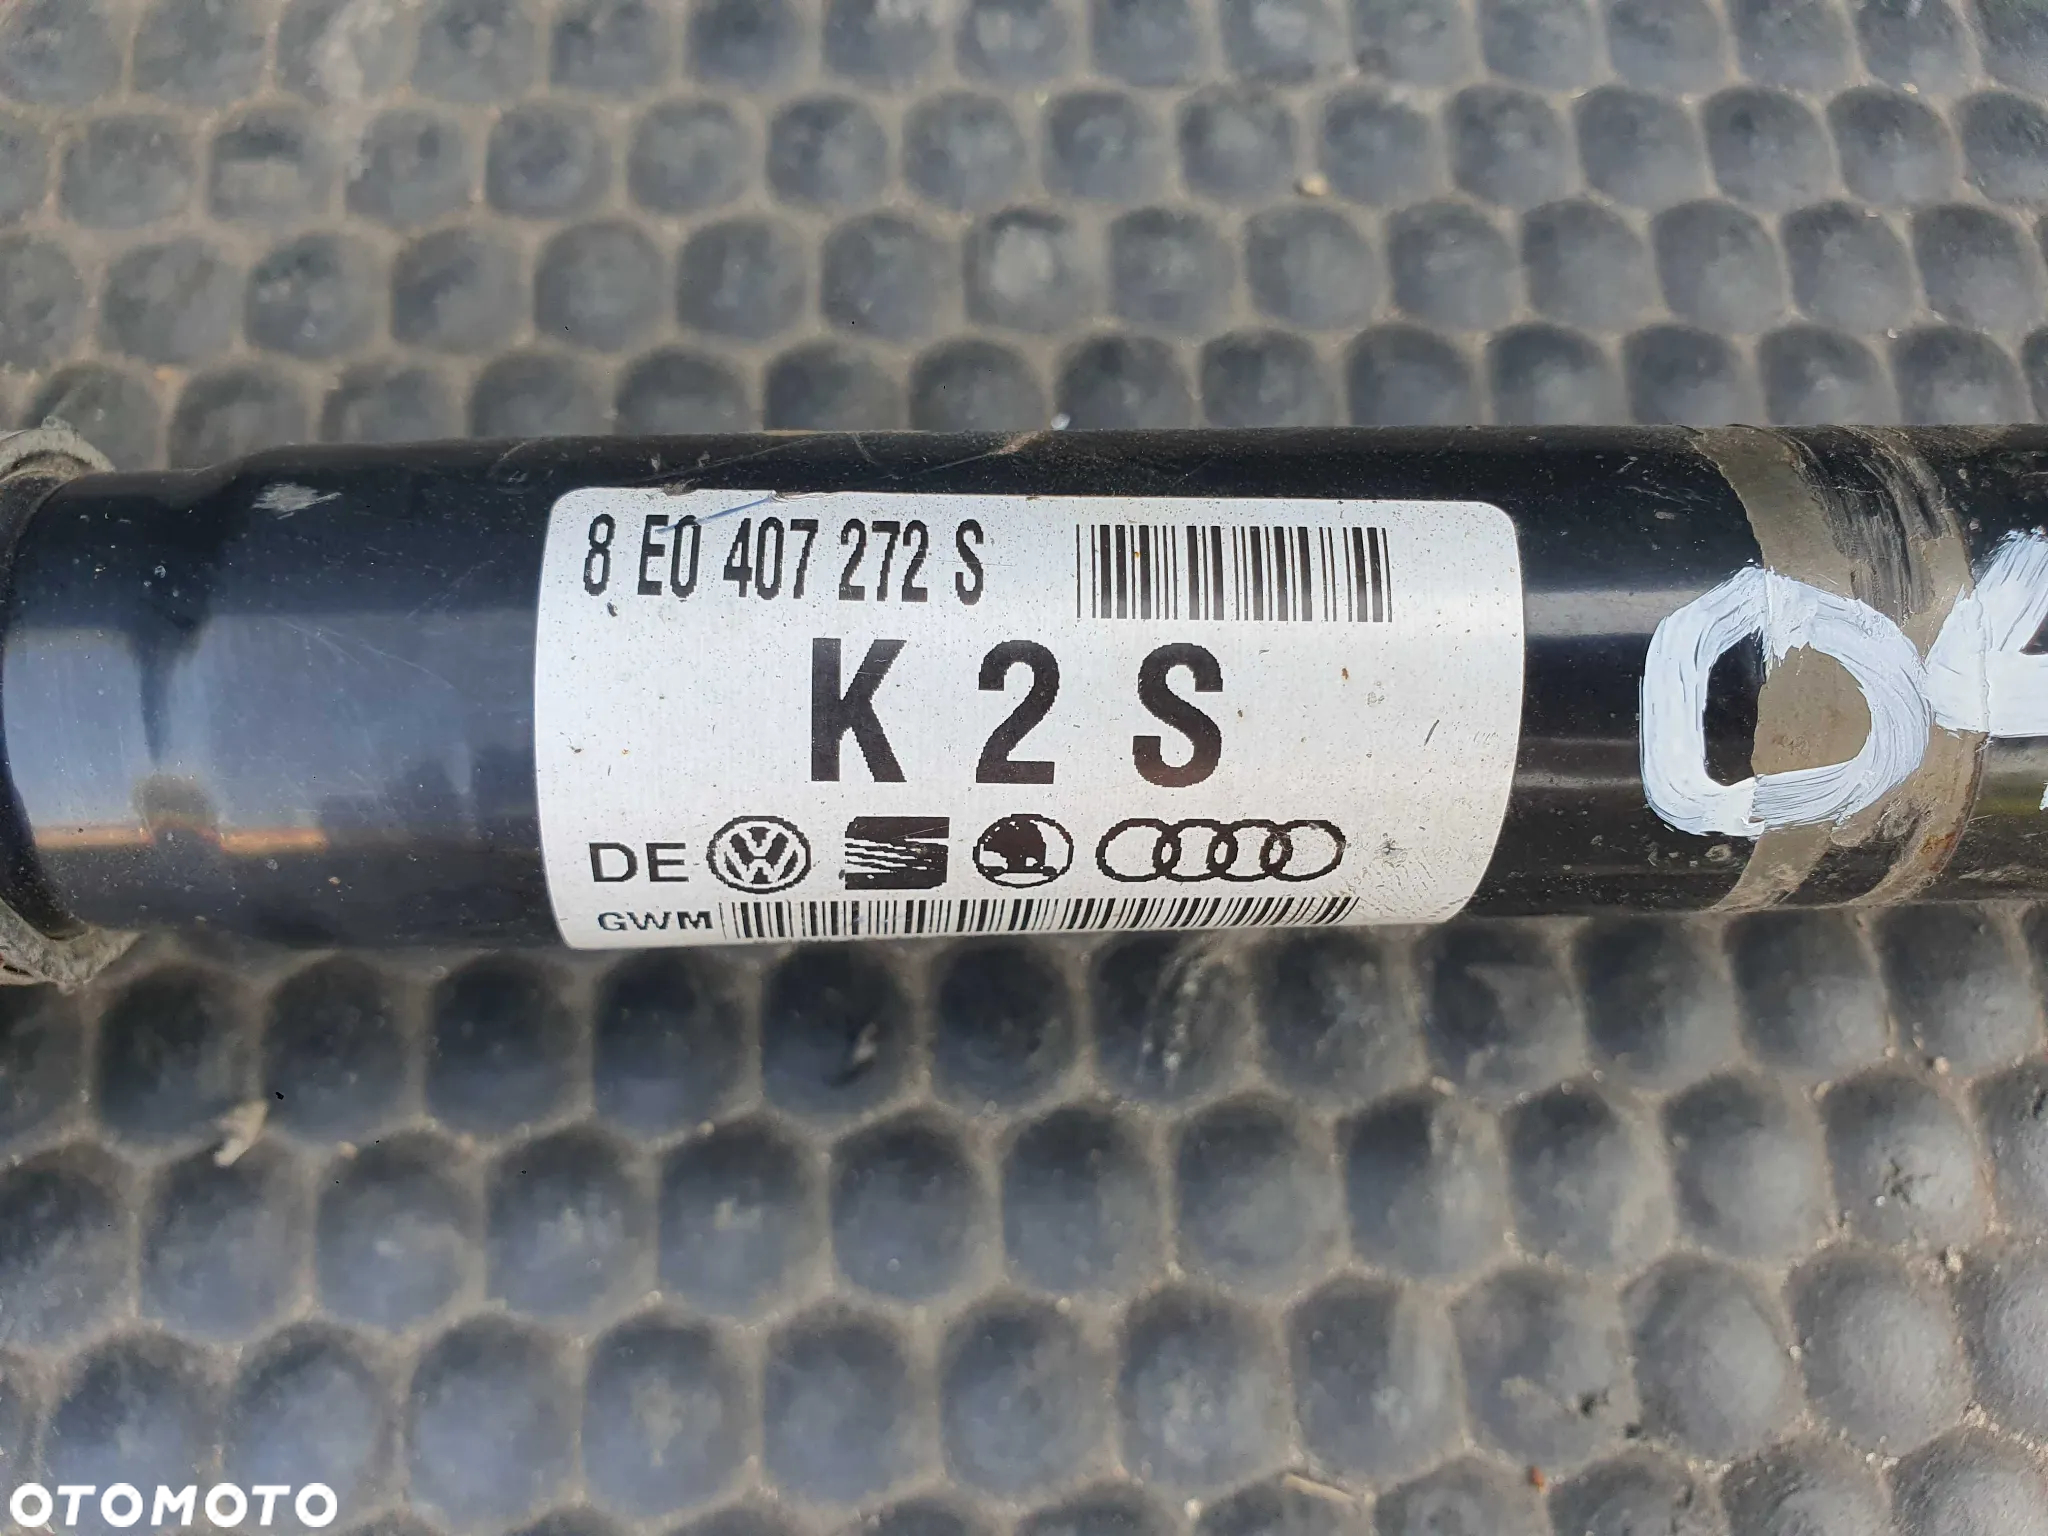 8 E0 407 272 S
K 2 S
DE
GWM
OTOMOTO